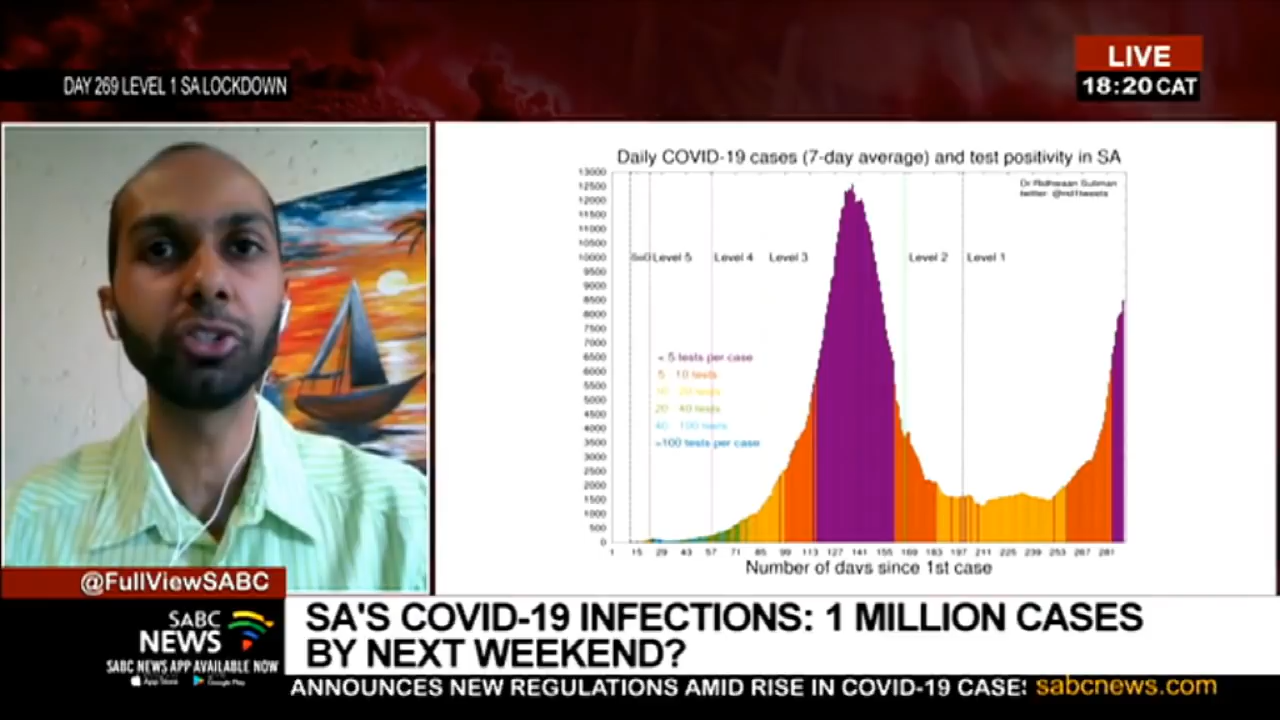 DAY 269 LEVEL 1 SA LOCKDOWN
LIVE
18:20 CAT
Daily COVID-19 cases (7-day average) and test positivity in SA
Dr Ridhwaan Suliman
twitter: @rid1tweets
13000
12500
12000
11500
11000
10500
10000
9500
9000
8500
8000
7500
7000
6500
6000
5500
5000
4500
4000
3500
3000
2500
2000
1500
1000
500
0
Level 5 Level 4 Level 3 Level 2 Level 1
< 5 tests per case
5 - 10 tests
10 - 20 tests
20 - 40 tests
40 - 100 tests
>100 tests per case
1 15 29 43 57 71 85 99 113 127 141 155 169 183 197 211 225 239 253 267 281
Number of days since 1st case
@FullViewSABC
SABC
NEWS
SABC NEWS APP AVAILABLE NOW
App Store Google Play
SA'S COVID-19 INFECTIONS: 1 MILLION CASES
BY NEXT WEEKEND?
ANNOUNCES NEW REGULATIONS AMID RISE IN COVID-19 CASES
sabcnews.com